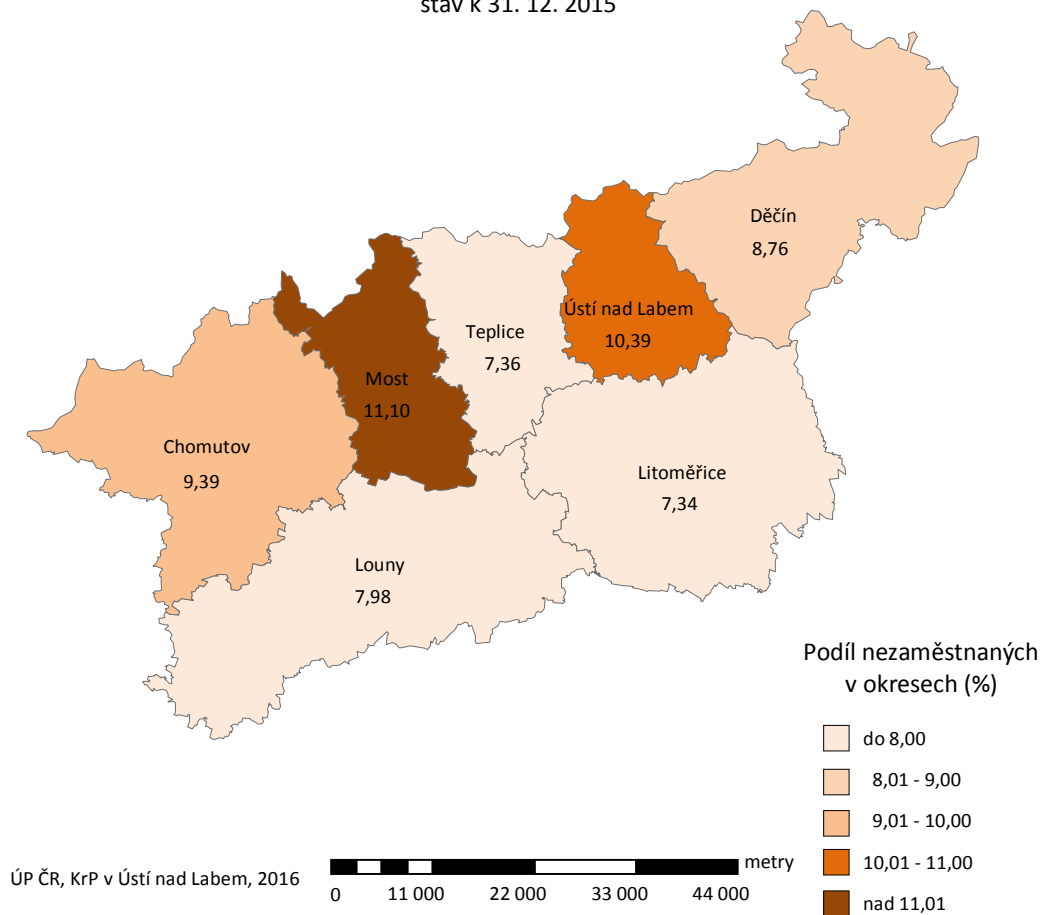 stav k 31. 12. 2015
Děčín
8,76
Ústí nad Labem
10,39
Teplice
7,36
Most
11,10
Chomutov
9,39
Litoměřice
7,34
Louny
7,98
Podíl nezaměstnaných
v okresech (%)
do 8,00
8,01 - 9,00
9,01 - 10,00
10,01 - 11,00
nad 11,01
ÚP ČR, KrP v Ústí nad Labem, 2016
metry
0 11 000 22 000 33 000 44 000